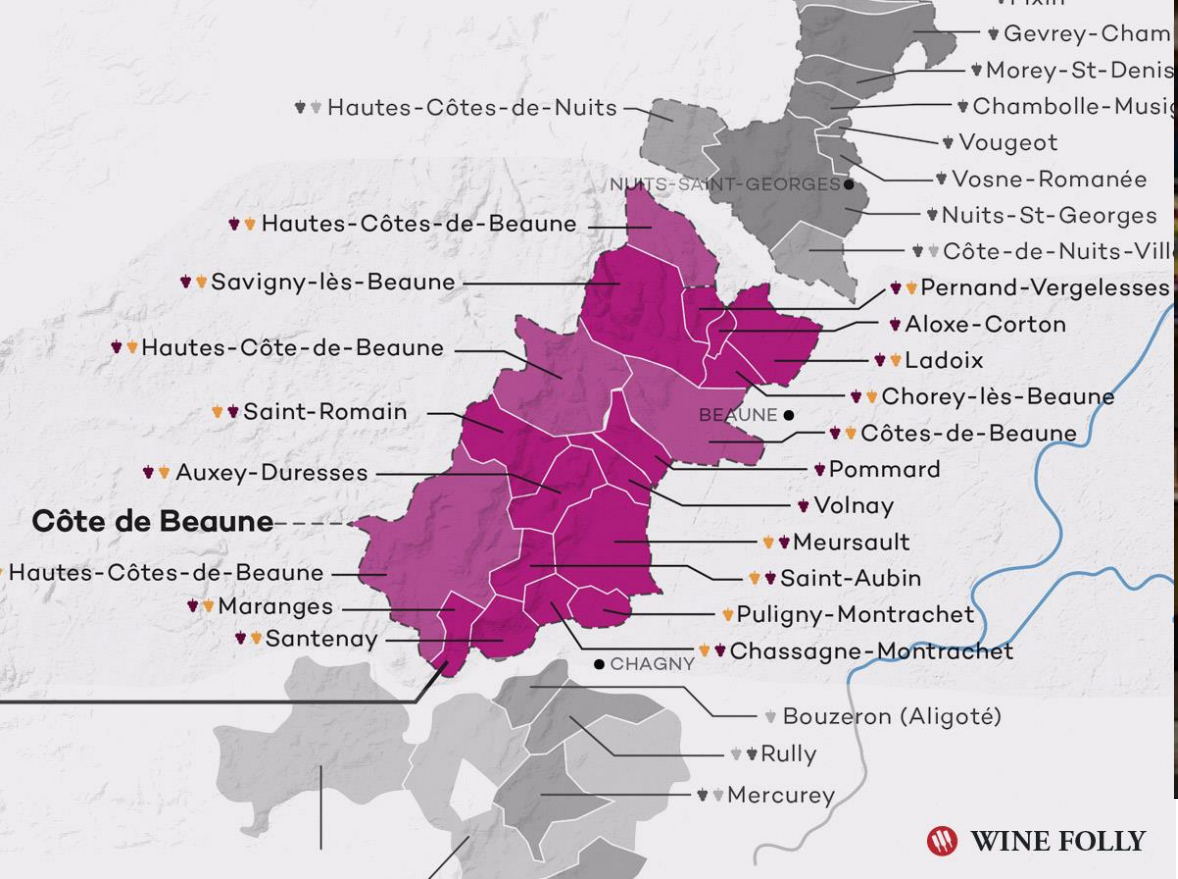 Gevrey-Cham
Morey-St-Denis
Hautes-Côtes-de-Nuits
Chambolle-Musig
Vougeot
Vosne-Romanée
NUITS-SAINT-GEORGES
Nuits-St-Georges
Hautes-Côtes-de-Beaune
Côte-de-Nuits-Vill
Savigny-lès-Beaune
Pernand-Vergelesses
Aloxe-Corton
Hautes-Côte-de-Beaune
Ladoix
Chorey-lès-Beaune
Saint-Romain
BEAUNE
Côtes-de-Beaune
Auxey-Duresses
Pommard
Volnay
Côte de Beaune
Meursault
Hautes-Côtes-de-Beaune
Saint-Aubin
Maranges
Puligny-Montrachet
Santenay
Chassagne-Montrachet
CHAGNY
Bouzeron (Aligoté)
Rully
Mercurey
WINE FOLLY